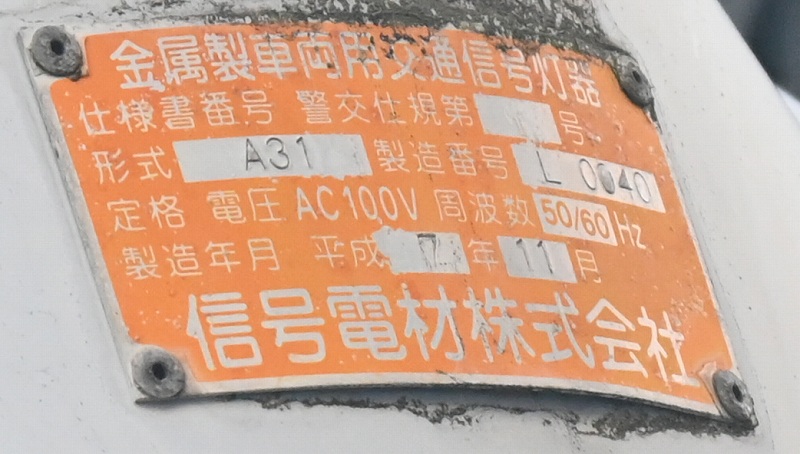 金属製車両用交通信号灯器
仕様書番号 警交仕規第 号
形式 A31 製造番号 L 0040
定格 電圧 AC100V 周波数 50/60 Hz
製造年月 平成 7 年 11 月
信号電材株式会社